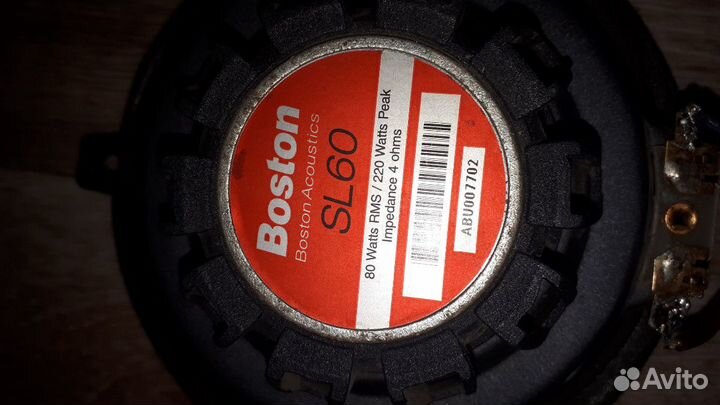 Boston
Boston Acoustics
SL60
80 Watts RMS / 220 Watts Peak
Impedance 4 ohms
ABU007702
Avito